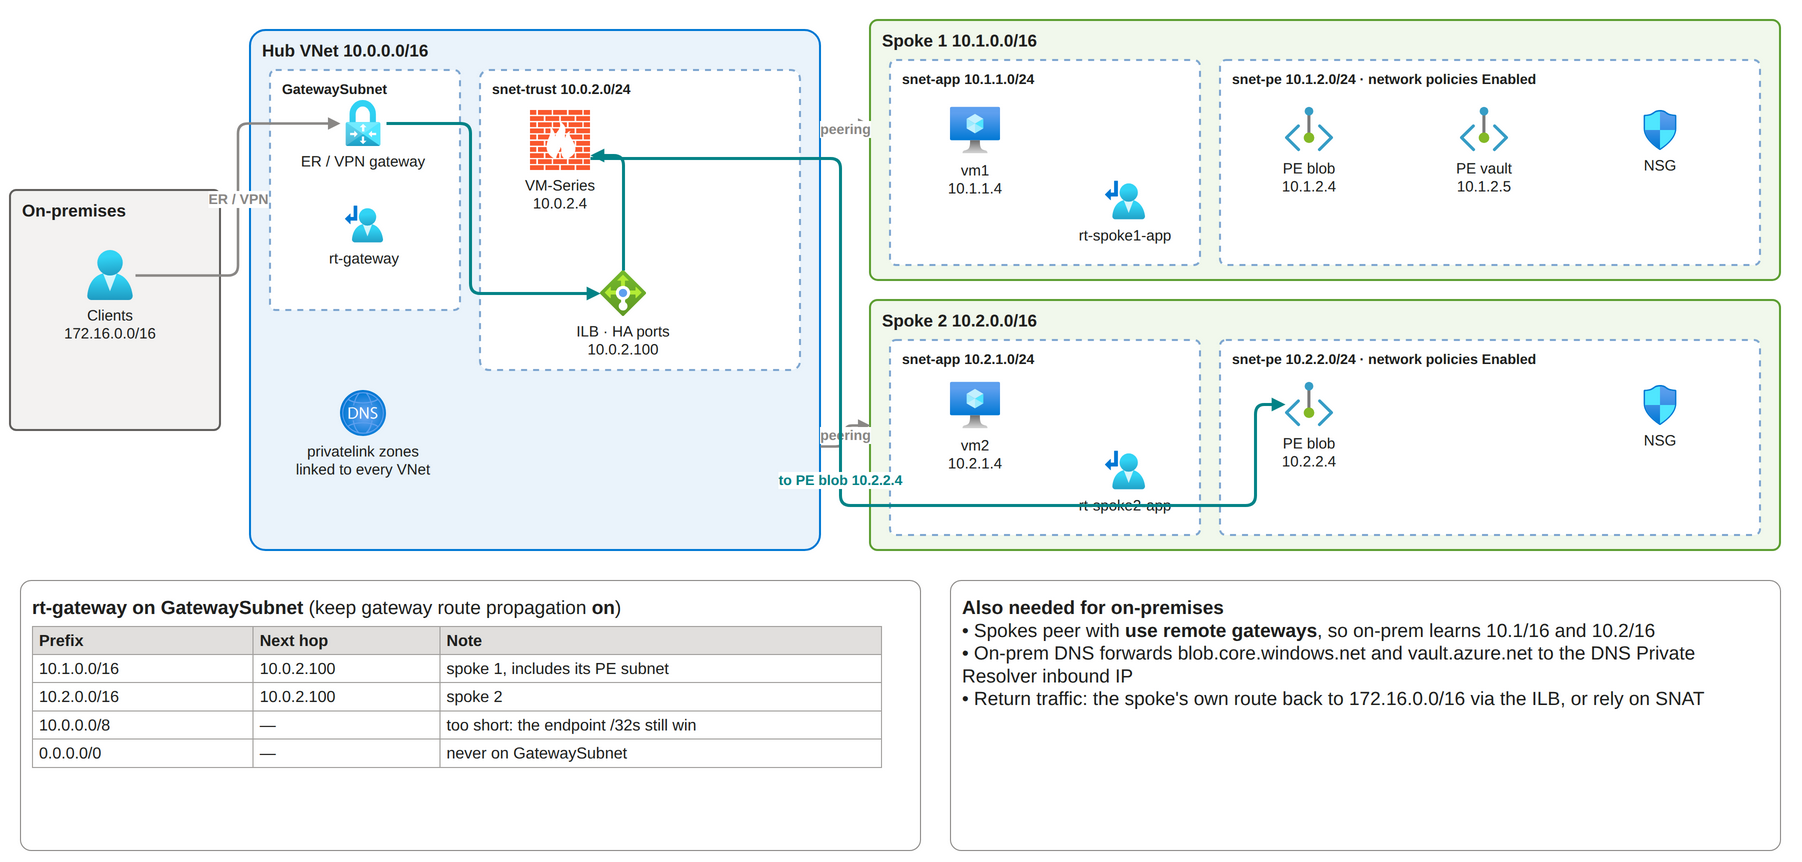 Hub VNet 10.0.0.0/16
GatewaySubnet
ER / VPN gateway
rt-gateway
snet-trust 10.0.2.0/24
VM-Series
10.0.2.4
ILB · HA ports
10.0.2.100
DNS
privatelink zones
linked to every VNet
On-premises
Clients
172.16.0.0/16
ER / VPN
peering
peering
to PE blob 10.2.2.4
Spoke 1 10.1.0.0/16
snet-app 10.1.1.0/24
vm1
10.1.1.4
rt-spoke1-app
snet-pe 10.1.2.0/24 · network policies Enabled
PE blob
10.1.2.4
PE vault
10.1.2.5
NSG
Spoke 2 10.2.0.0/16
snet-app 10.2.1.0/24
vm2
10.2.1.4
rt-spoke2-app
snet-pe 10.2.2.0/24 · network policies Enabled
PE blob
10.2.2.4
NSG
rt-gateway on GatewaySubnet (keep gateway route propagation on)
Prefix Next hop Note
10.1.0.0/16 10.0.2.100 spoke 1, includes its PE subnet
10.2.0.0/16 10.0.2.100 spoke 2
10.0.0.0/8 — too short: the endpoint /32s still win
0.0.0.0/0 — never on GatewaySubnet
Also needed for on-premises
• Spokes peer with use remote gateways, so on-prem learns 10.1/16 and 10.2/16
• On-prem DNS forwards blob.core.windows.net and vault.azure.net to the DNS Private
Resolver inbound IP
• Return traffic: the spoke's own route back to 172.16.0.0/16 via the ILB, or rely on SNAT